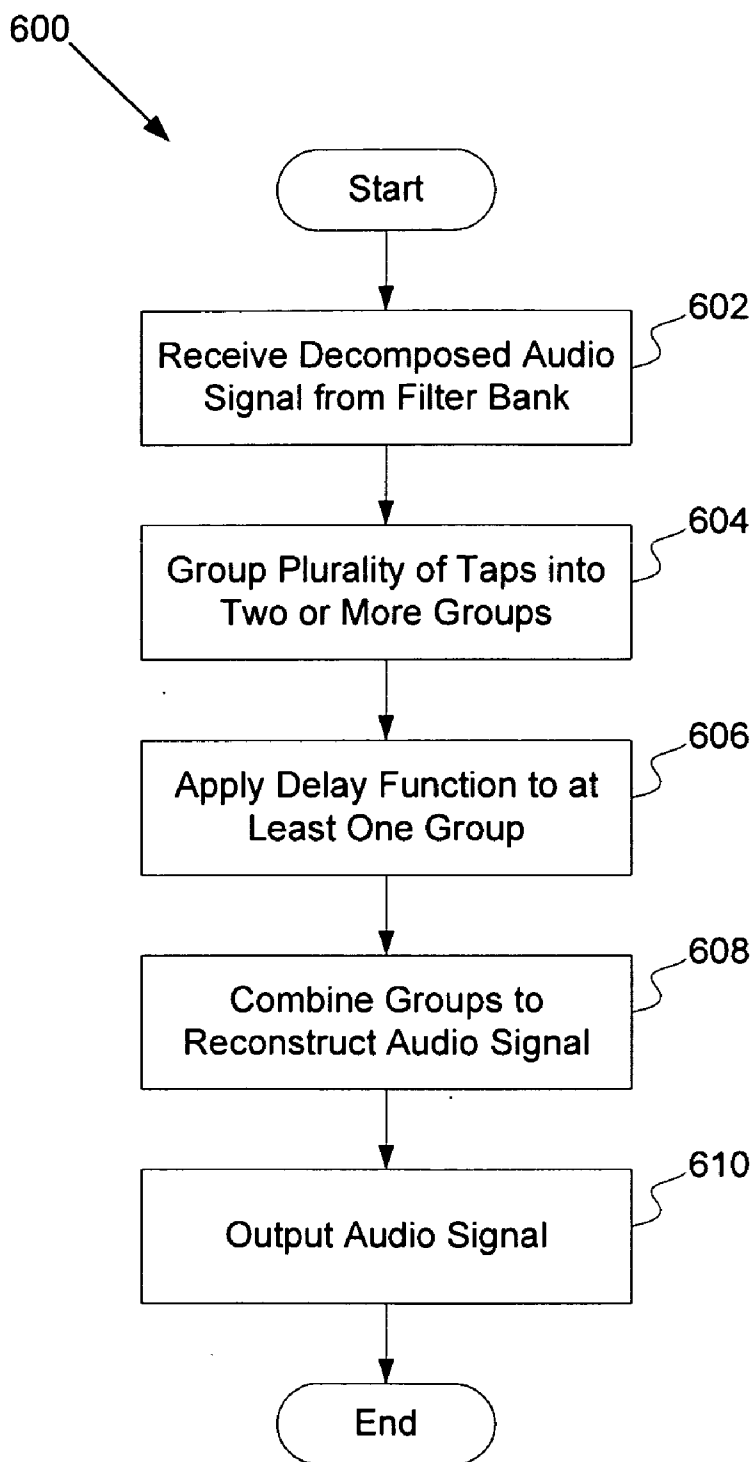 600
Start
602
Receive Decomposed Audio
Signal from Filter Bank
604
Group Plurality of Taps into
Two or More Groups
606
Apply Delay Function to at
Least One Group
608
Combine Groups to
Reconstruct Audio Signal
610
Output Audio Signal
End